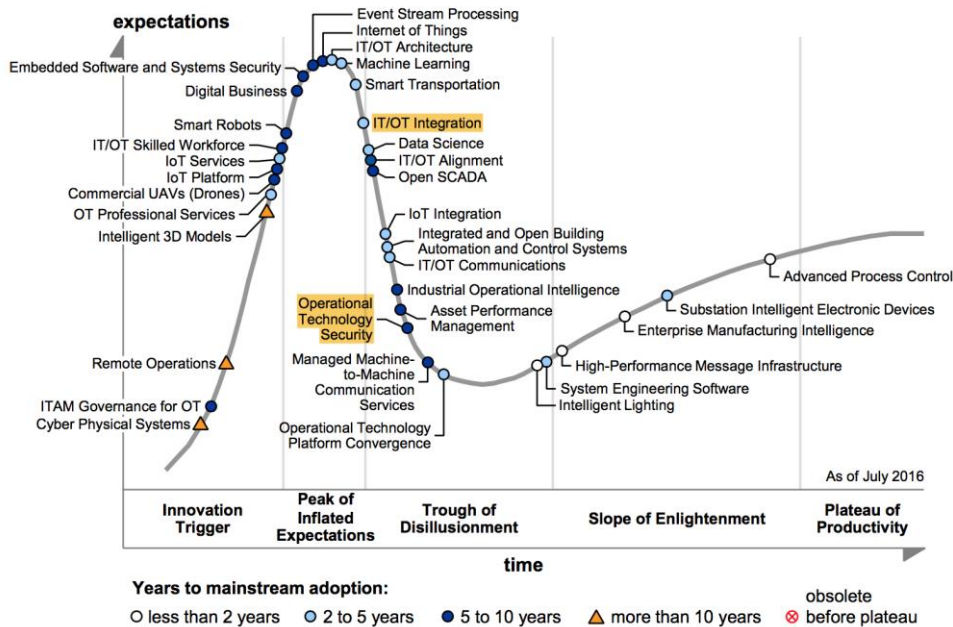 expectations
Event Stream Processing
Internet of Things
IT/OT Architecture
Machine Learning
Embedded Software and Systems Security
Digital Business
Smart Transportation
Smart Robots
IT/OT Integration
IT/OT Skilled Workforce
Data Science
IoT Services
IT/OT Alignment
IoT Platform
Open SCADA
Commercial UAVs (Drones)
OT Professional Services
Intelligent 3D Models
IoT Integration
Integrated and Open Building
Automation and Control Systems
IT/OT Communications
Advanced Process Control
Industrial Operational Intelligence
Operational
Technology
Security
Asset Performance
Management
Substation Intelligent Electronic Devices
Enterprise Manufacturing Intelligence
Remote Operations
Managed Machine-
to-Machine
Communication
Services
High-Performance Message Infrastructure
System Engineering Software
Intelligent Lighting
ITAM Governance for OT
Cyber Physical Systems
Operational Technology
Platform Convergence
As of July 2016
Innovation
Trigger
Peak of
Inflated
Expectations
Trough of
Disillusionment
Slope of Enlightenment
Plateau of
Productivity
time
Years to mainstream adoption:
less than 2 years
2 to 5 years
5 to 10 years
more than 10 years
obsolete
before plateau